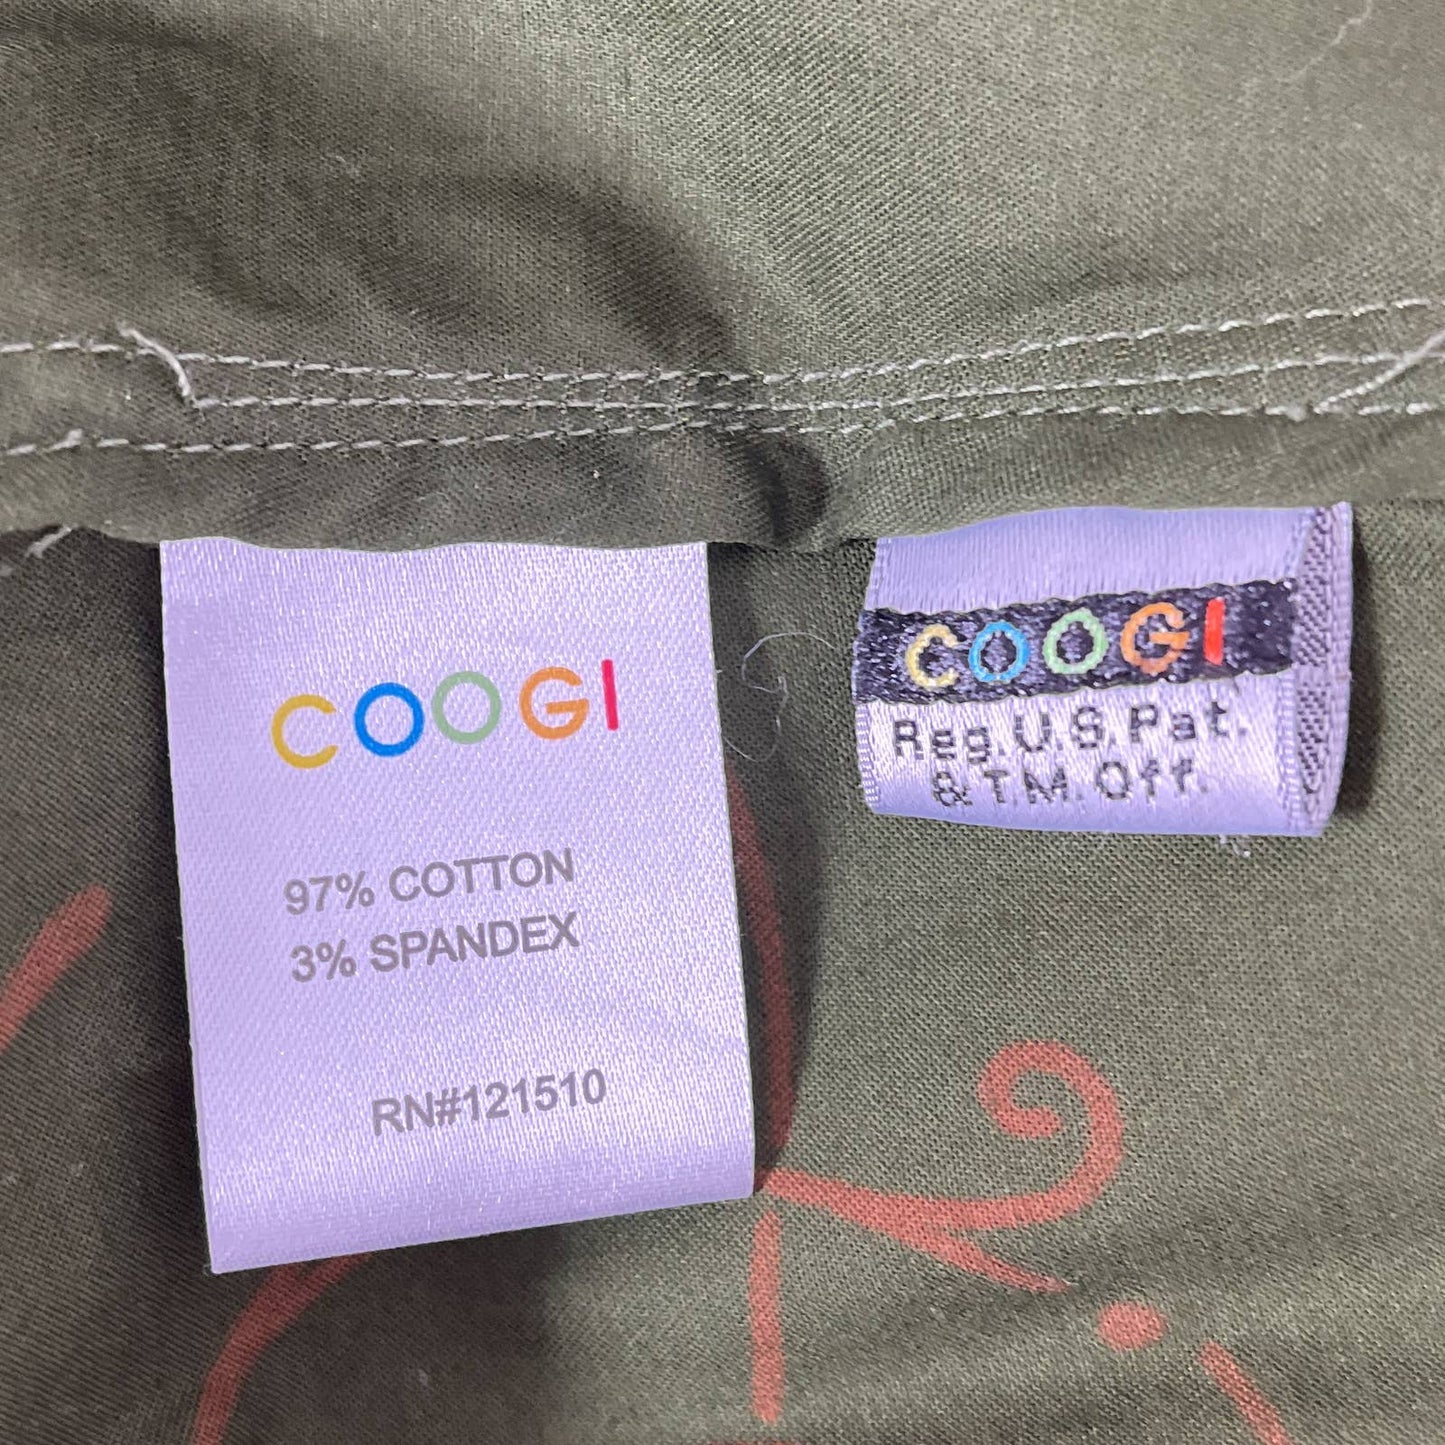 COOGI
97% COTTON
3% SPANDEX
RN#121510
COOGI
Reg.U.S.Pat.
& T.M. Off.